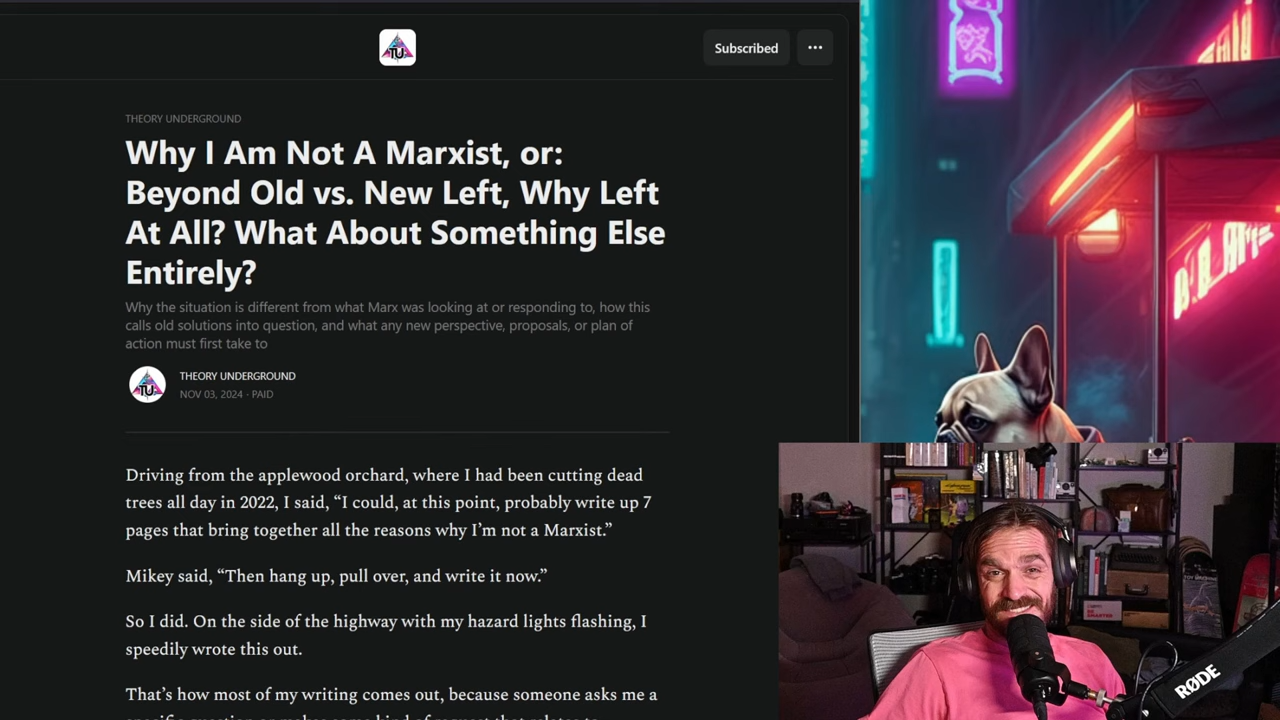 TU
Subscribed
THEORY UNDERGROUND
Why I Am Not A Marxist, or:
Beyond Old vs. New Left, Why Left
At All? What About Something Else
Entirely?
Why the situation is different from what Marx was looking at or responding to, how this
calls old solutions into question, and what any new perspective, proposals, or plan of
action must first take to
TU
THEORY UNDERGROUND
NOV 03, 2024 · PAID
Driving from the applewood orchard, where I had been cutting dead
trees all day in 2022, I said, “I could, at this point, probably write up 7
pages that bring together all the reasons why I’m not a Marxist.”
Mikey said, “Then hang up, pull over, and write it now.”
So I did. On the side of the highway with my hazard lights flashing, I
speedily wrote this out.
That’s how most of my writing comes out, because someone asks me a
RØDE